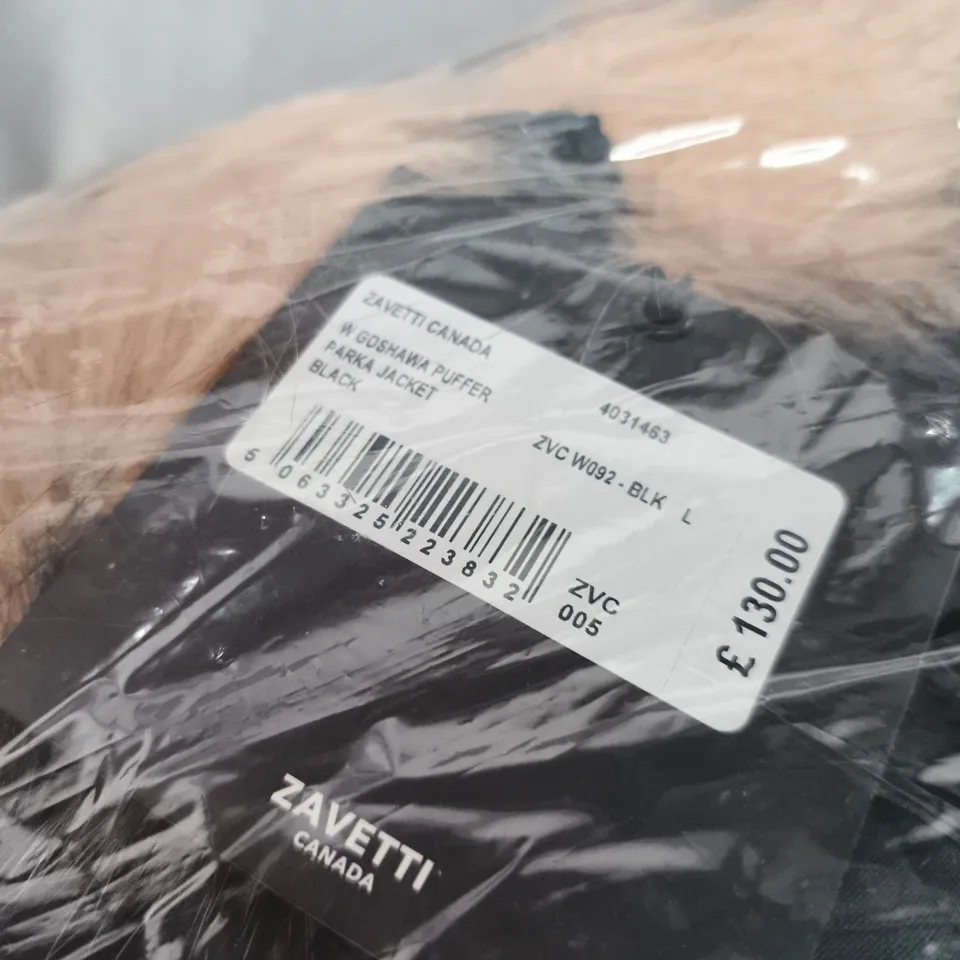 ZAVETTI CANADA
W GOSHAWA PUFFER
PARKA JACKET
BLACK
4031463
ZVC W092 - BLK L
5 063325 223832
ZVC
005
£ 130.00
ZAVETTI
CANADA